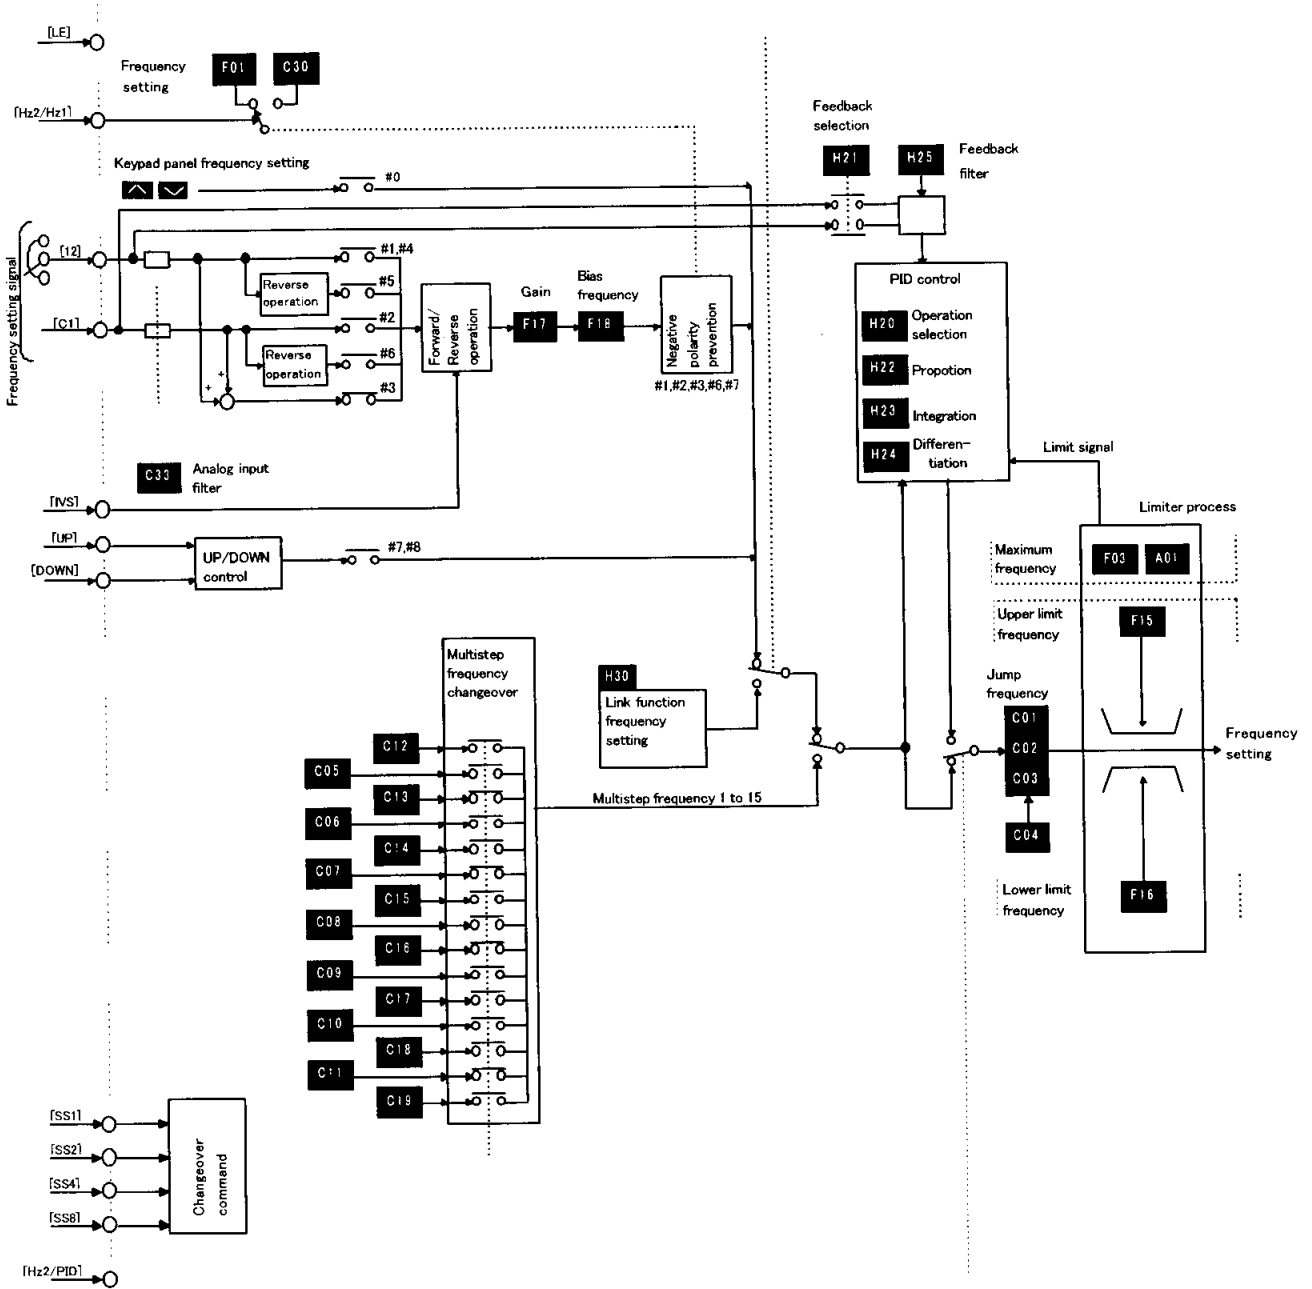 [LE]
Frequency
setting
F01
C30
[Hz2/Hz1]
Keypad panel frequency setting
#0
Feedback
selection
H21
H25
Feedback
filter
Frequency setting signal
[12]
#1,#4
Reverse
operation
#5
[C1]
#2
Reverse
operation
#6
+
+
#3
Forward/
Reverse
operation
Gain
F17
Bias
frequency
F18
Negative
polarity
prevention
#1,#2,#3,#6,#7
PID control
H20
Operation
selection
H22
Propotion
H23
Integration
H24
Differen-
tiation
Limit signal
C33
Analog input
filter
[IVS]
[UP]
[DOWN]
UP/DOWN
control
#7,#8
Limiter process
Maximum
frequency
F03
A01
Upper limit
frequency
F15
Multistep
frequency
changeover
H30
Link function
frequency
setting
Jump
frequency
C01
C02
C03
C04
Frequency
setting
Lower limit
frequency
F16
Multistep frequency 1 to 15
C12
C05
C13
C06
C14
C07
C15
C08
C16
C09
C17
C10
C18
C11
C19
[SS1]
[SS2]
[SS4]
[SS8]
Changeover
command
[Hz2/PID]